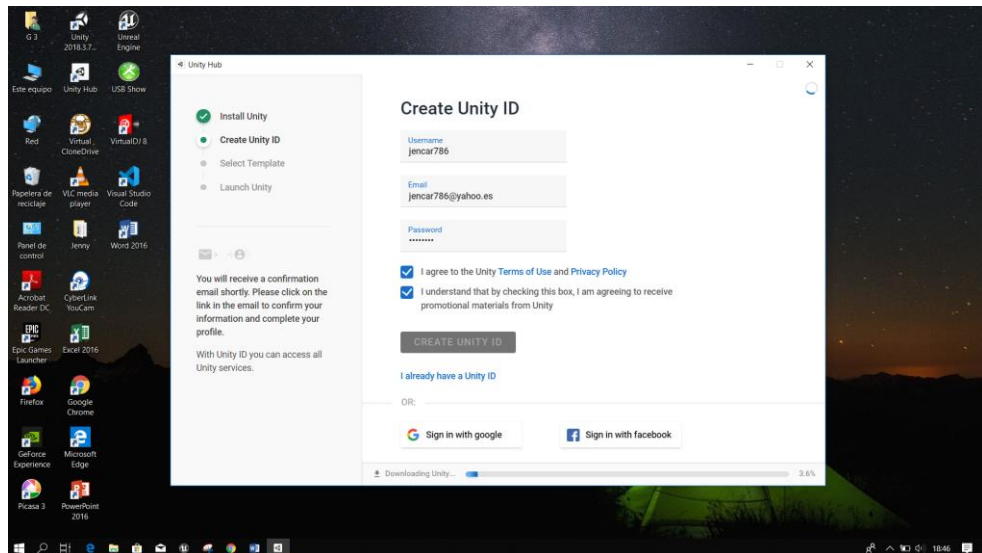 G 3
Unity
2018.3.7...
Unreal
Engine
Este equipo
Unity Hub
USB Show
Red
Virtual
CloneDrive
VirtualDJ 8
Papelera de
reciclaje
VLC media
player
Visual Studio
Code
Panel de
control
Jenny
Word 2016
Acrobat
Reader DC
CyberLink
YouCam
EPIC
Epic Games
Launcher
Excel 2016
Firefox
Google
Chrome
GeForce
Experience
Microsoft
Edge
Picasa 3
PowerPoint
2016
Unity Hub
Install Unity
Create Unity ID
Select Template
Launch Unity
You will receive a confirmation
email shortly. Please click on the
link in the email to confirm your
information and complete your
profile.
With Unity ID you can access all
Unity services.
Create Unity ID
Username
jencar786
Email
jencar786@yahoo.es
Password
••••••••
I agree to the Unity Terms of Use and Privacy Policy
I understand that by checking this box, I am agreeing to receive
promotional materials from Unity
CREATE UNITY ID
I already have a Unity ID
OR:
Sign in with google
Sign in with facebook
Downloading Unity...
3.6%
18:46